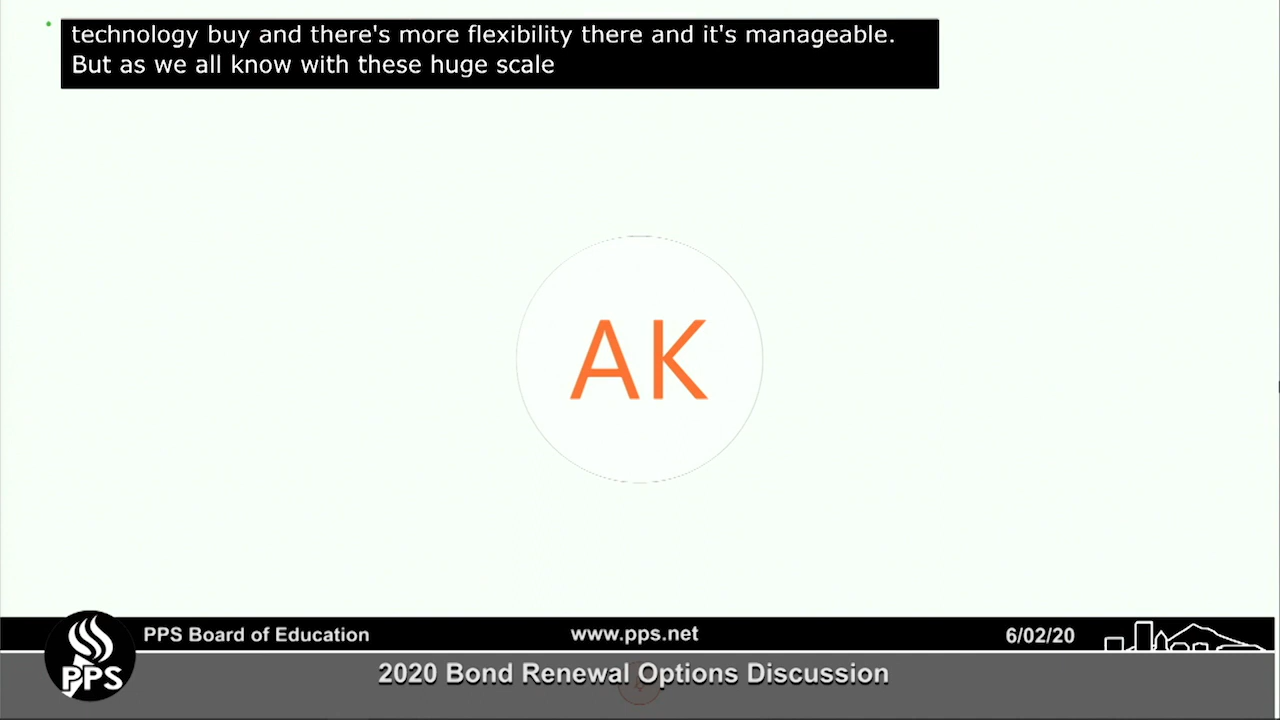 technology buy and there's more flexibility there and it's manageable.
But as we all know with these huge scale
AK
PPS Board of Education
www.pps.net
6/02/20
PPS
2020 Bond Renewal Options Discussion